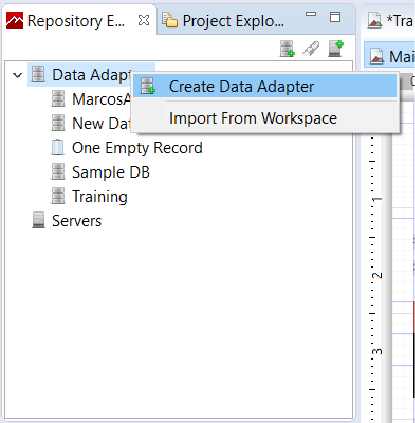 Repository E...
Project Explo...
*Tra
Mai
Data Adapt
Create Data Adapter
Import From Workspace
MarcosA
New Dat
One Empty Record
Sample DB
Training
Servers
1
2
3